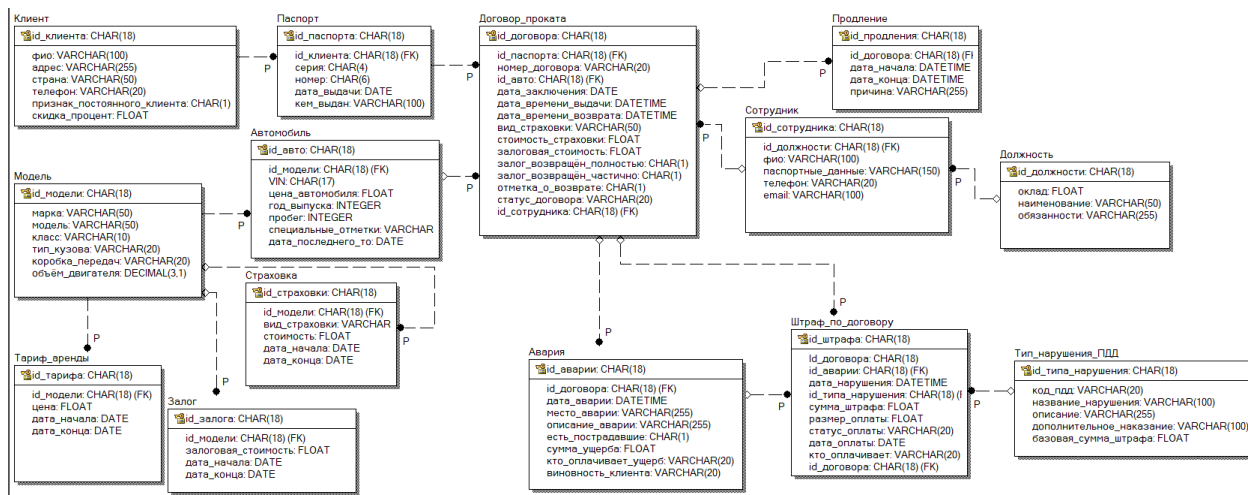 Клиент
id_клиента: CHAR(18)
фио: VARCHAR(100)
адрес: VARCHAR(255)
страна: VARCHAR(50)
телефон: VARCHAR(20)
признак_постоянного_клиента: CHAR(1)
скидка_процент: FLOAT
P
Паспорт
id_паспорта: CHAR(18)
id_клиента: CHAR(18) (FK)
серия: CHAR(4)
номер: CHAR(6)
дата_выдачи: DATE
кем_выдан: VARCHAR(100)
P
Договор_проката
id_договора: CHAR(18)
id_паспорта: CHAR(18) (FK)
номер_договора: VARCHAR(20)
id_авто: CHAR(18) (FK)
дата_заключения: DATE
дата_времени_выдачи: DATETIME
дата_времени_возврата: DATETIME
вид_страховки: VARCHAR(50)
стоимость_страховки: FLOAT
залоговая_стоимость: FLOAT
залог_возвращён_полностью: CHAR(1)
залог_возвращён_частично: CHAR(1)
отметка_о_возврате: CHAR(1)
статус_договора: VARCHAR(20)
id_сотрудника: CHAR(18) (FK)
P
Продление
id_продления: CHAR(18)
id_договора: CHAR(18) (F
дата_начала: DATETIME
дата_конца: DATETIME
причина: VARCHAR(255)
P
Сотрудник
id_сотрудника: CHAR(18)
id_должности: CHAR(18) (FK)
фио: VARCHAR(100)
паспортные_данные: VARCHAR(150)
телефон: VARCHAR(20)
email: VARCHAR(100)
P
Должность
id_должности: CHAR(18)
оклад: FLOAT
наименование: VARCHAR(50)
обязанности: VARCHAR(255)
Автомобиль
id_авто: CHAR(18)
id_модели: CHAR(18) (FK)
VIN: CHAR(17)
цена_автомобиля: FLOAT
год_выпуска: INTEGER
пробег: INTEGER
специальные_отметки: VARCHAR
дата_последнего_то: DATE
P
P
Модель
id_модели: CHAR(18)
марка: VARCHAR(50)
модель: VARCHAR(50)
класс: VARCHAR(10)
тип_кузова: VARCHAR(20)
коробка_передач: VARCHAR(20)
объём_двигателя: DECIMAL(3,1)
Страховка
id_страховки: CHAR(18)
id_модели: CHAR(18) (FK)
вид_страховки: VARCHAR
стоимость: FLOAT
дата_начала: DATE
дата_конца: DATE
P
P
Тариф_аренды
id_тарифа: CHAR(18)
id_модели: CHAR(18) (FK)
цена: FLOAT
дата_начала: DATE
дата_конца: DATE
P
Залог
id_залога: CHAR(18)
id_модели: CHAR(18) (FK)
залоговая_стоимость: FLOAT
дата_начала: DATE
дата_конца: DATE
P
Авария
id_аварии: CHAR(18)
id_договора: CHAR(18) (FK)
дата_аварии: DATETIME
место_аварии: VARCHAR(255)
описание_аварии: VARCHAR(255)
есть_пострадавшие: CHAR(1)
сумма_ущерба: FLOAT
кто_оплачивает_ущерб: VARCHAR(20)
виновность_клиента: VARCHAR(20)
P
P
Штраф_по_договору
id_штрафа: CHAR(18)
id_договора: CHAR(18)
id_аварии: CHAR(18) (FK)
дата_нарушения: DATETIME
id_типа_нарушения: CHAR(18) (
сумма_штрафа: FLOAT
размер_оплаты: FLOAT
статус_оплаты: VARCHAR(20)
дата_оплаты: DATE
кто_оплачивает: VARCHAR(20)
id_договора: CHAR(18) (FK)
P
Тип_нарушения_ПДД
id_типа_нарушения: CHAR(18)
код_пдд: VARCHAR(20)
название_нарушения: VARCHAR(100)
описание: VARCHAR(255)
дополнительное_наказание: VARCHAR(100)
базовая_сумма_штрафа: FLOAT